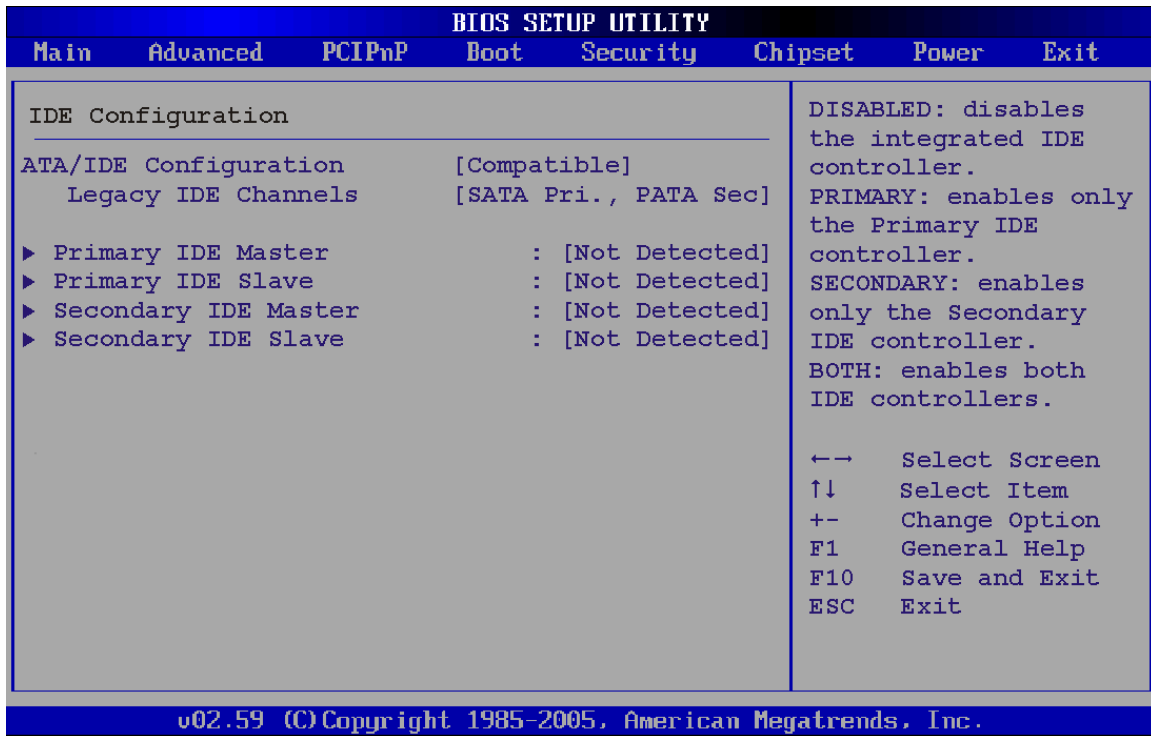 BIOS SETUP UTILITY
Main Advanced PCIPnP Boot Security Chipset Power Exit
IDE Configuration
ATA/IDE Configuration [Compatible]
Legacy IDE Channels [SATA Pri., PATA Sec]
▶ Primary IDE Master : [Not Detected]
▶ Primary IDE Slave : [Not Detected]
▶ Secondary IDE Master : [Not Detected]
▶ Secondary IDE Slave : [Not Detected]
DISABLED: disables
the integrated IDE
controller.
PRIMARY: enables only
the Primary IDE
controller.
SECONDARY: enables
only the Secondary
IDE controller.
BOTH: enables both
IDE controllers.
←→ Select Screen
↑↓ Select Item
+- Change Option
F1 General Help
F10 Save and Exit
ESC Exit
v02.59 (C)Copyright 1985-2005, American Megatrends, Inc.